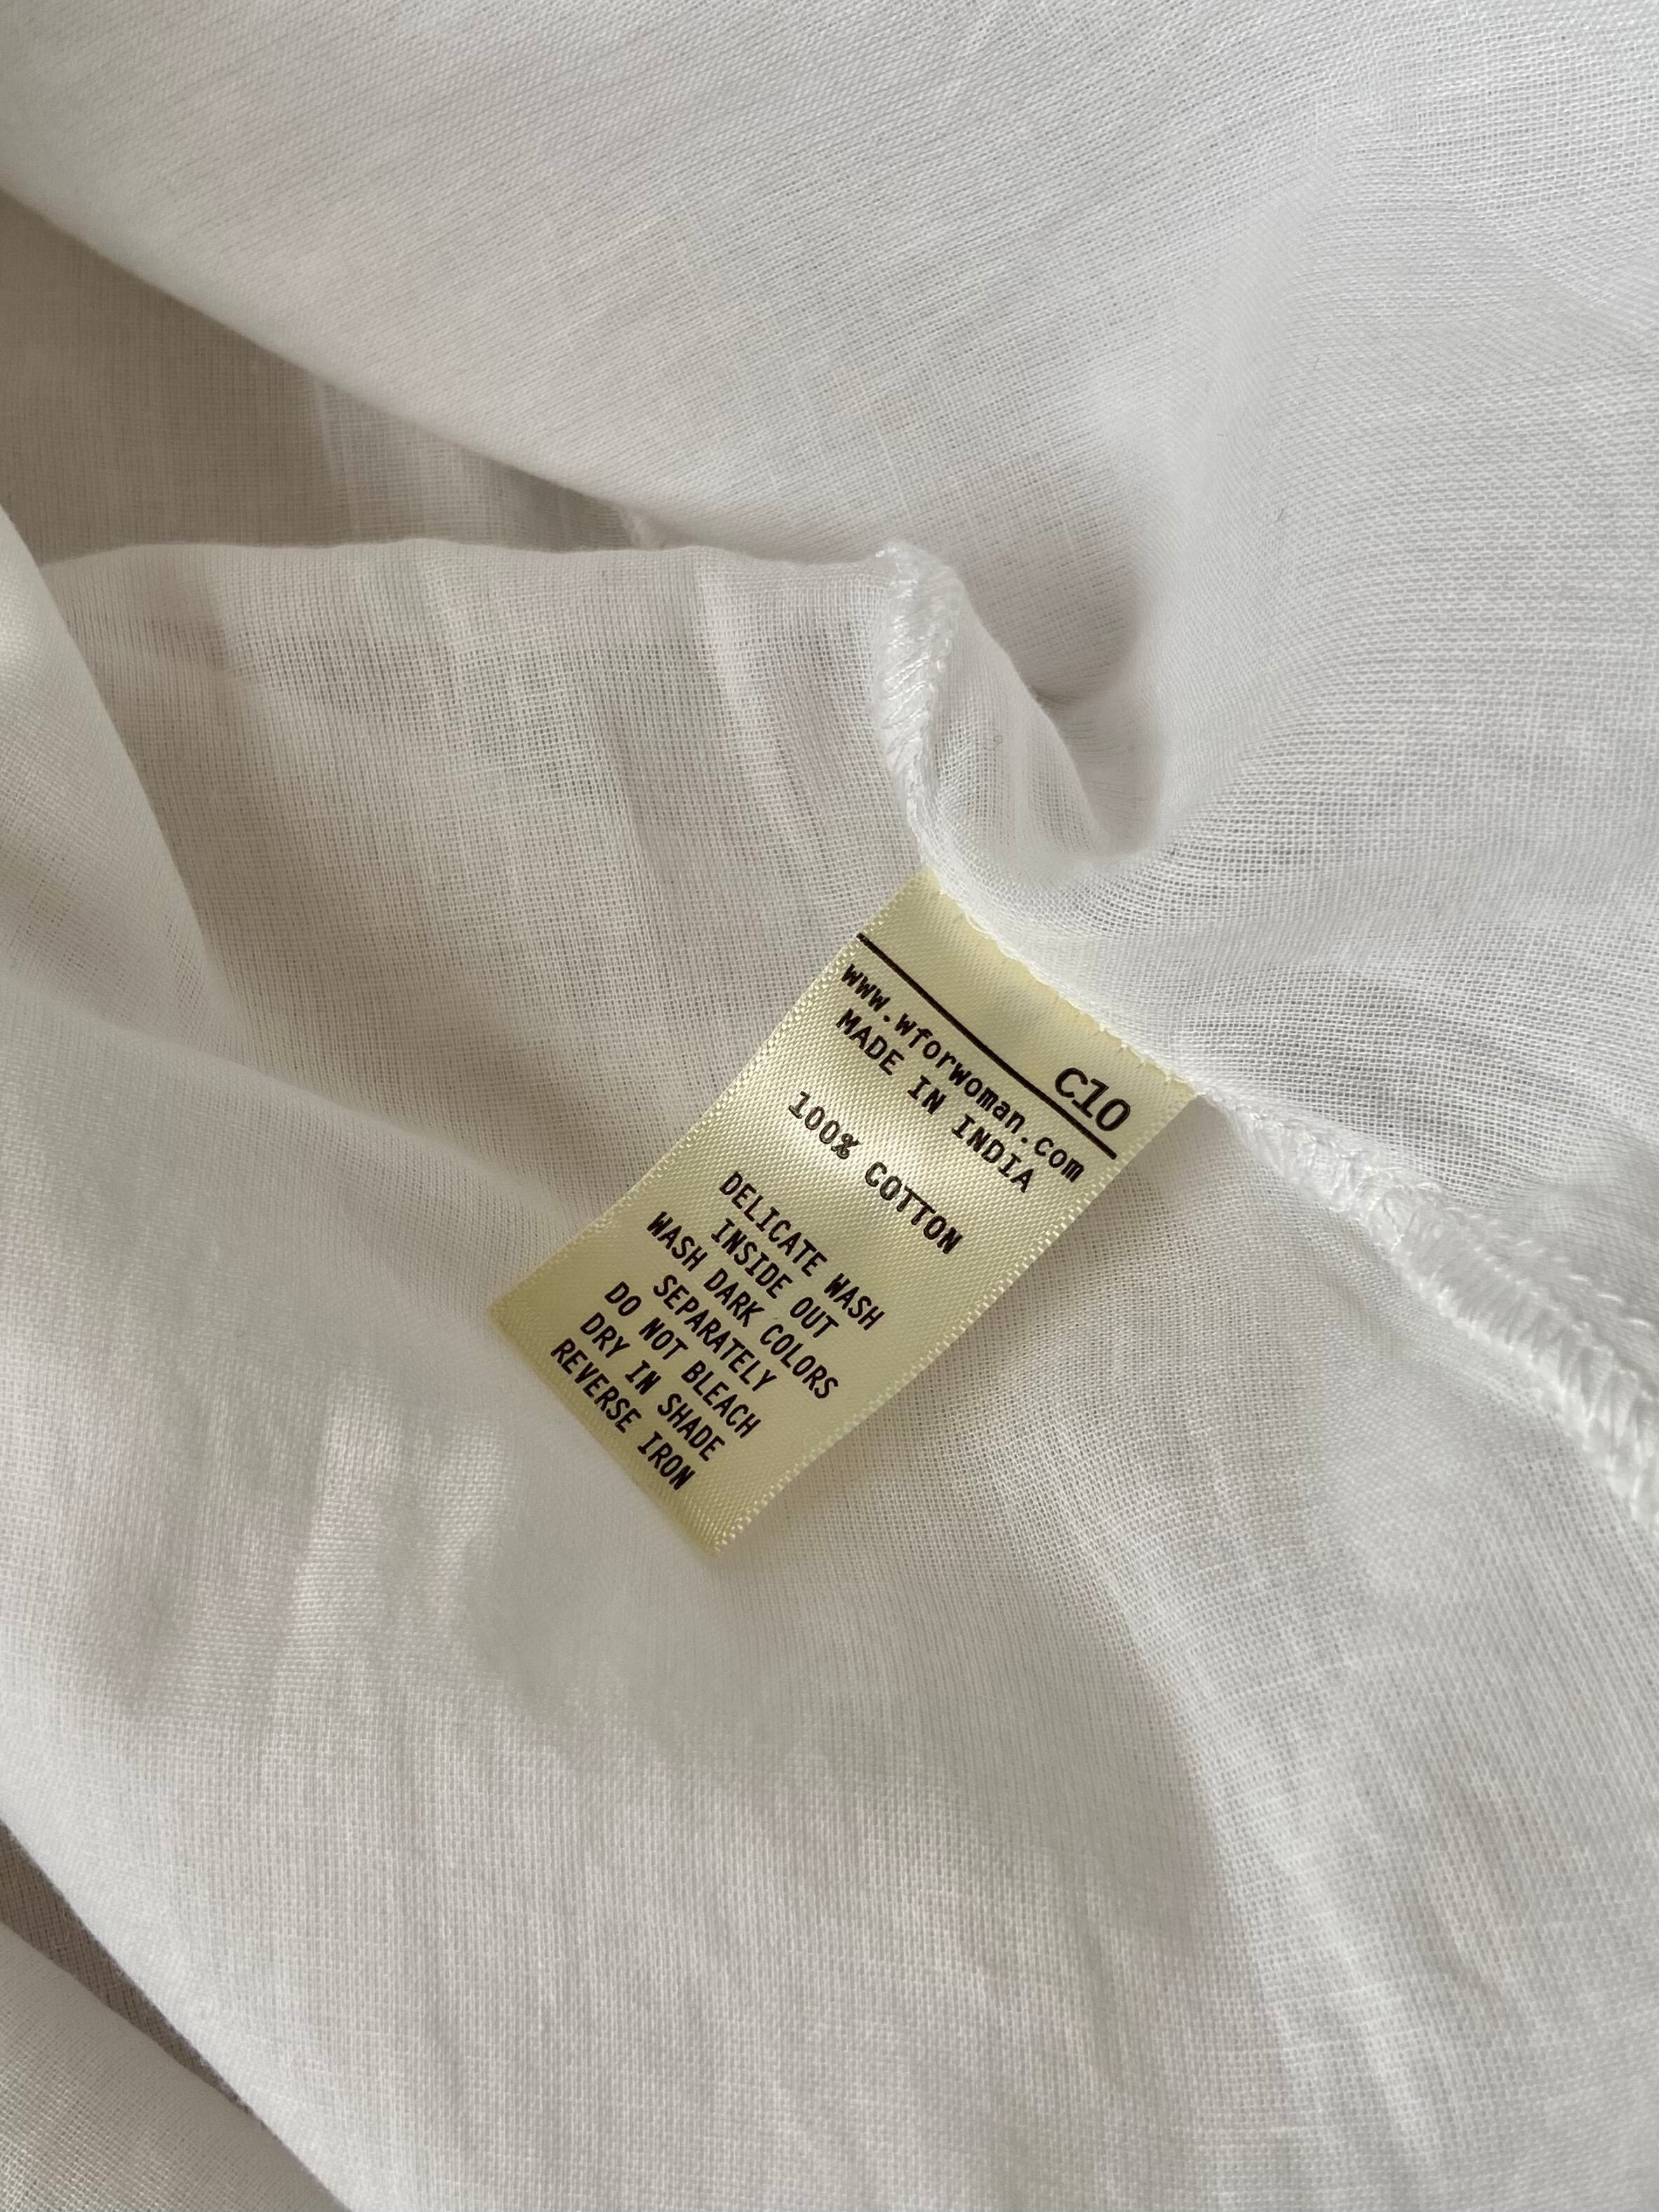 C10
www.wforwoman.com
MADE IN INDIA
100% COTTON
DELICATE WASH
INSIDE OUT
WASH DARK COLORS
SEPARATELY
DO NOT BLEACH
DRY IN SHADE
REVERSE IRON